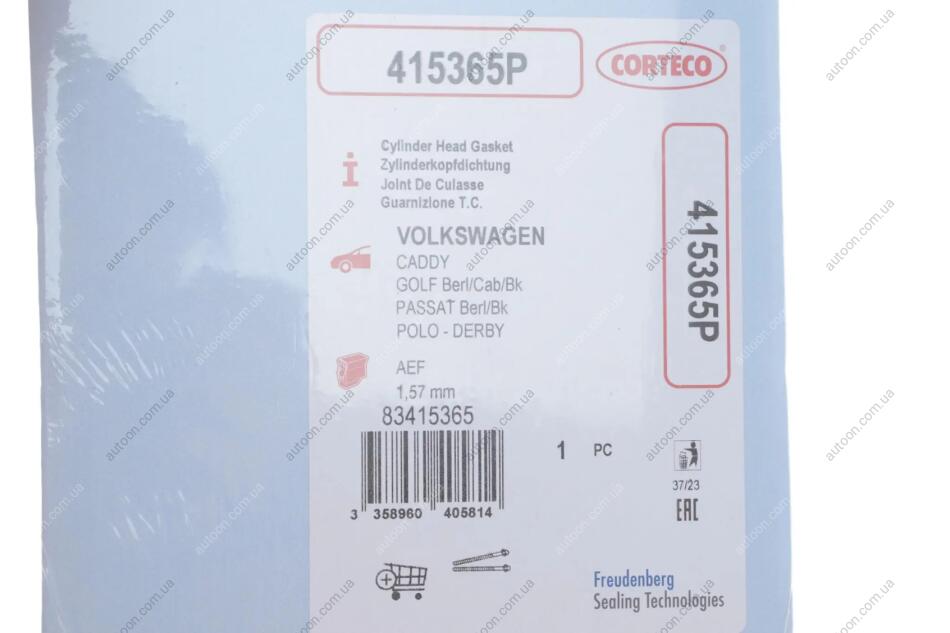 415365P
CORTECO®
Cylinder Head Gasket
Zylinderkopfdichtung
Joint De Culasse
Guarnizione T.C.
415365P
VOLKSWAGEN
CADDY
GOLF Berl/Cab/Bk
PASSAT Berl/Bk
POLO - DERBY
AEF
1,57 mm
83415365
1 PC
37/23
EAC
3 358960 405814
Freudenberg
Sealing Technologies
autoon.com.ua